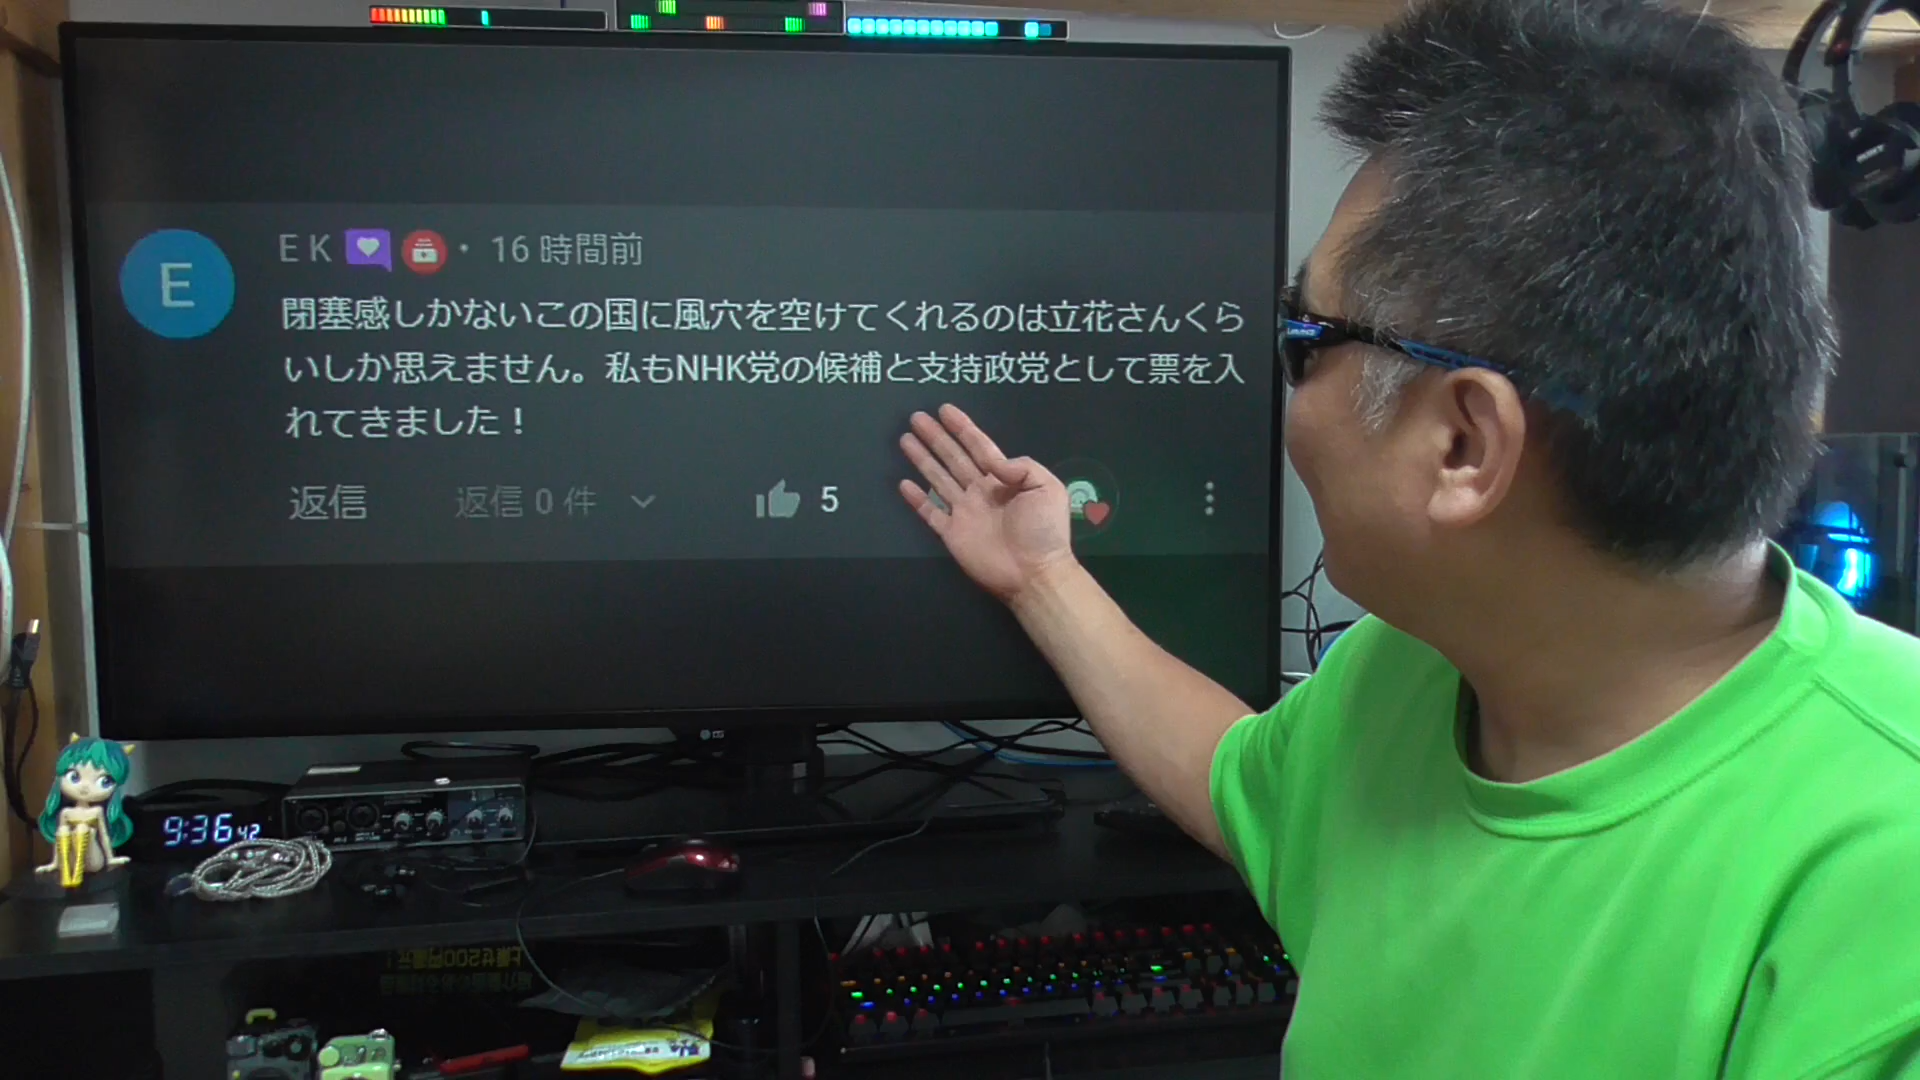 E K ・ 16 時間前
E
閉塞感しかないこの国に風穴を空けてくれるのは立花さんくら
いしか思えません。私もNHK党の候補と支持政党として票を入
れてきました！
返信 返信 0 件 5
LG
9:36 42